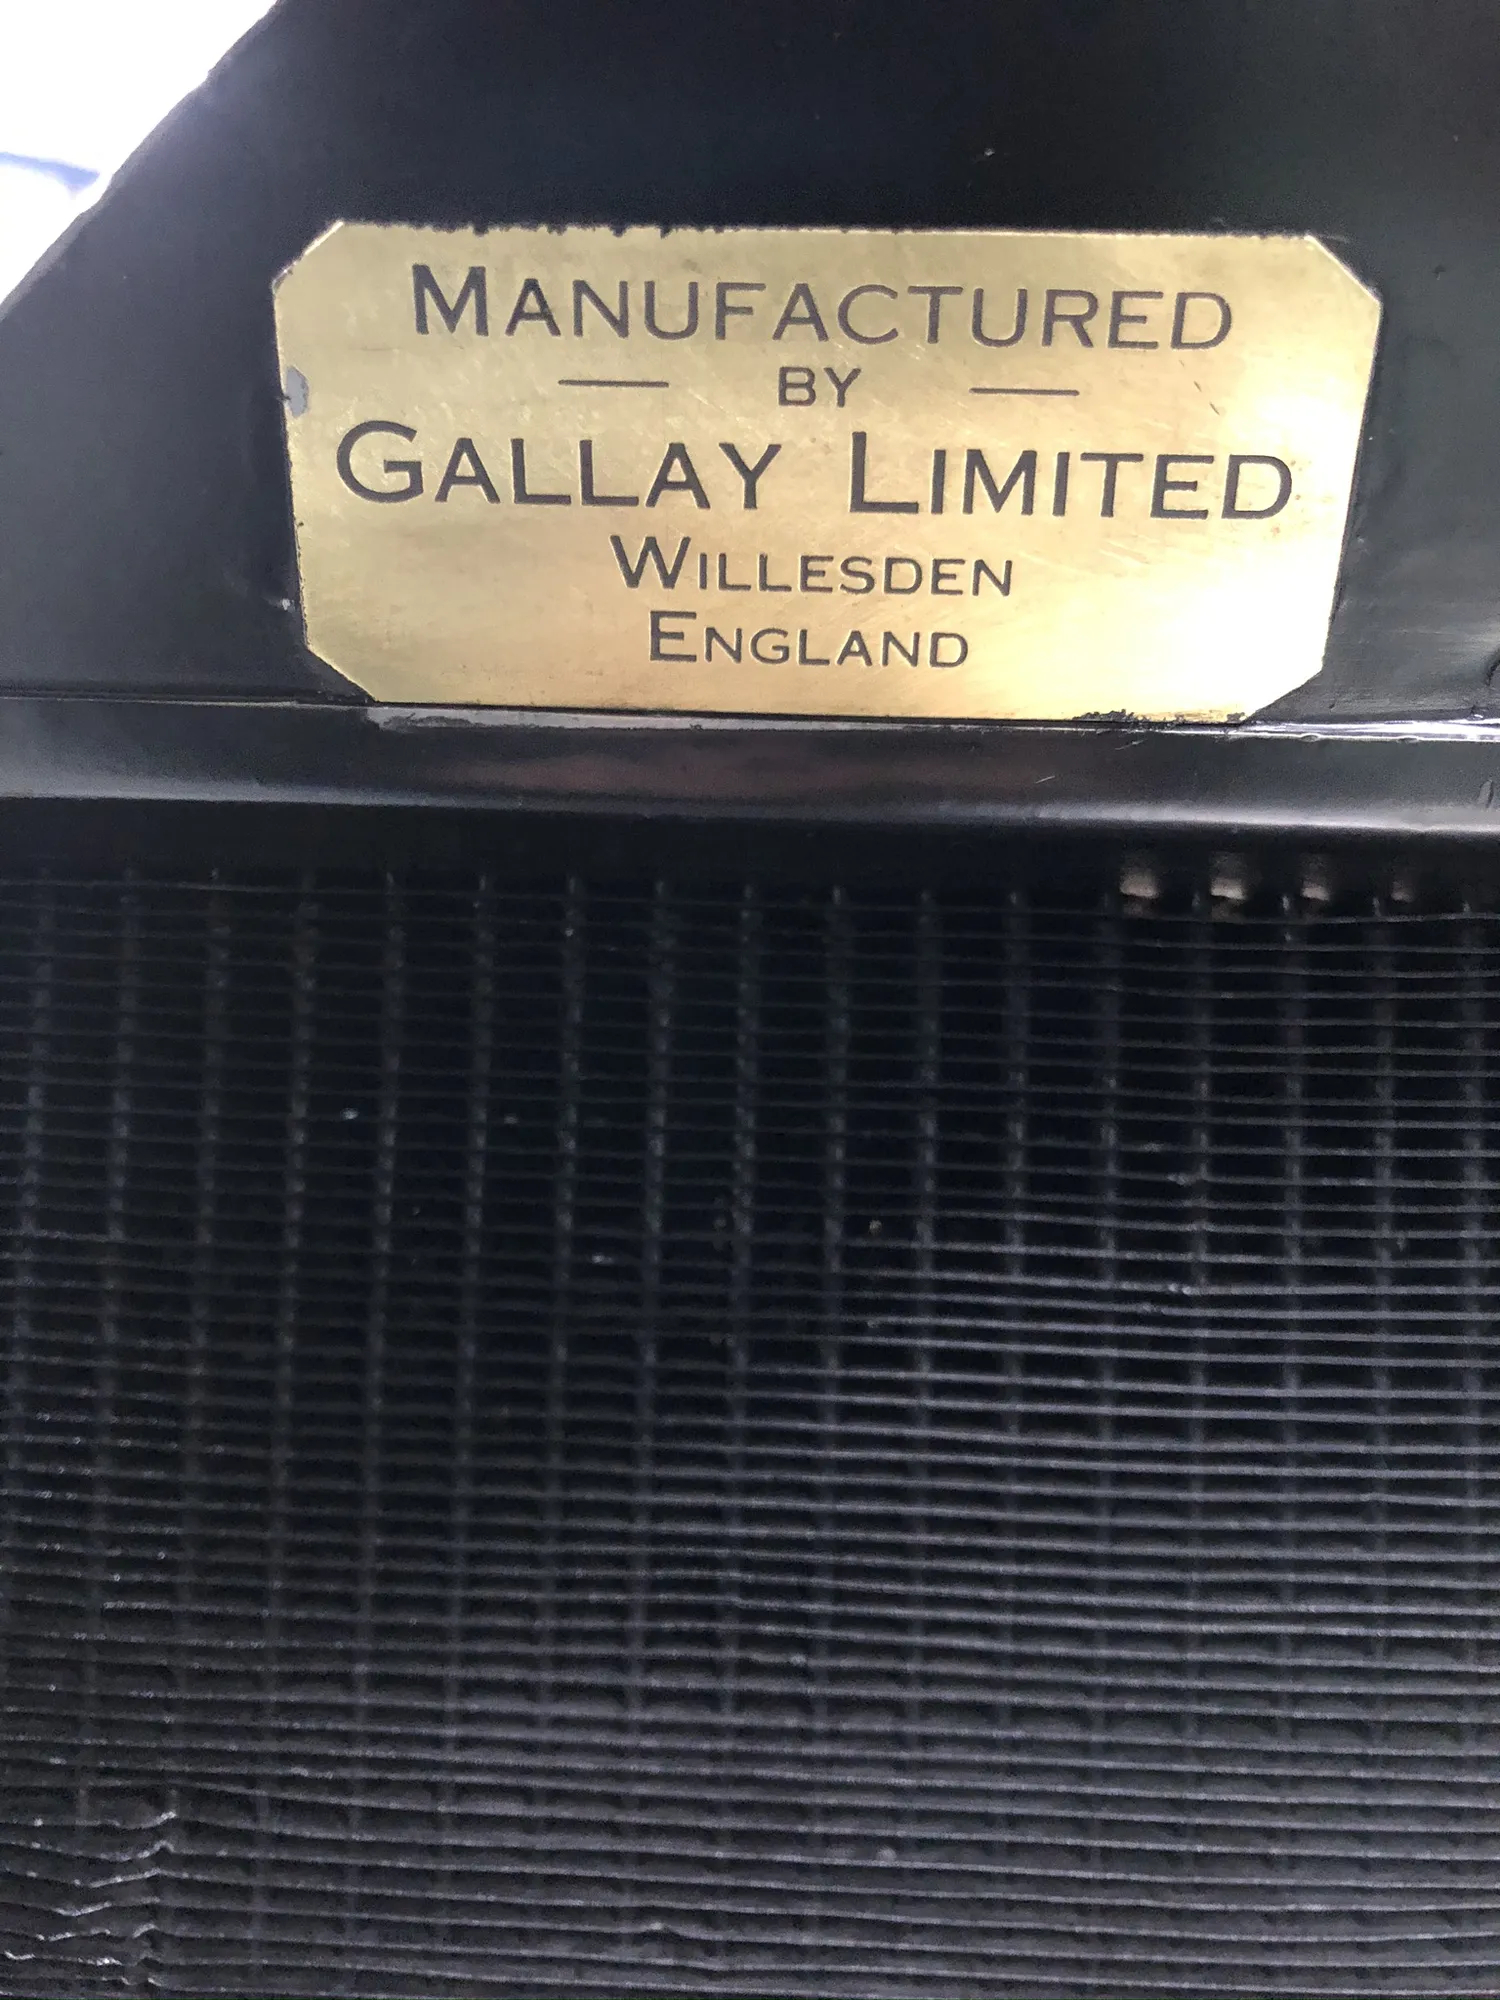 MANUFACTURED
— BY —
GALLAY LIMITED
WILLESDEN
ENGLAND